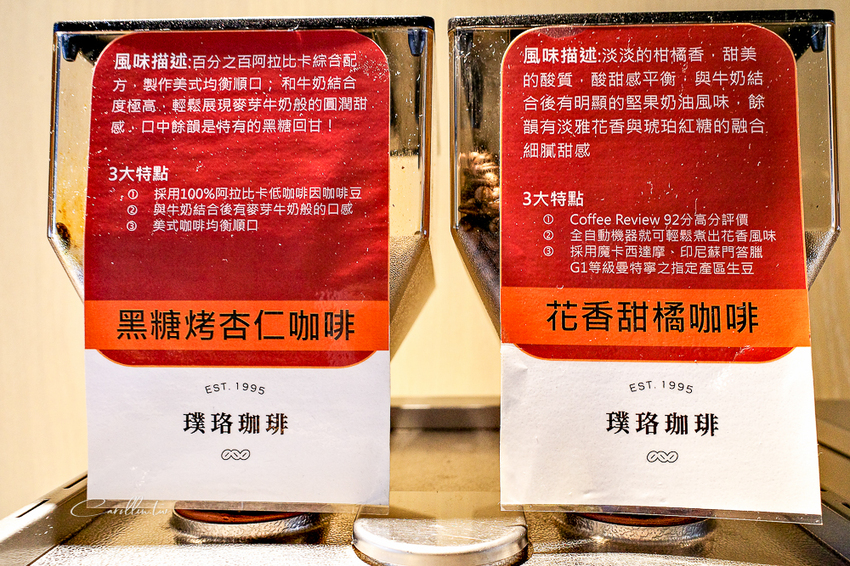 風味描述:百分之百阿拉比卡綜合配
方，製作美式均衡順口；和牛奶結合
度極高，輕鬆展現麥芽牛奶般的圓潤甜
感，口中餘韻是特有的黑糖回甘！
3大特點
① 採用100%阿拉比卡低咖啡因咖啡豆
② 與牛奶結合後有麥芽牛奶般的口感
③ 美式咖啡均衡順口
黑糖烤杏仁咖啡
EST. 1995
璞珞珈琲
風味描述:淡淡的柑橘香，甜美
的酸質，酸甜感平衡，與牛奶結
合後有明顯的堅果奶油風味，餘
韻有淡雅花香與琥珀紅糖的融合
細膩甜感
3大特點
① Coffee Review 92分高分評價
② 全自動機器就可輕鬆煮出花香風味
③ 採用魔卡西達摩、印尼蘇門答臘
G1等級曼特寧之指定產區生豆
花香甜橘咖啡
EST. 1995
璞珞珈琲
Carollin.tw